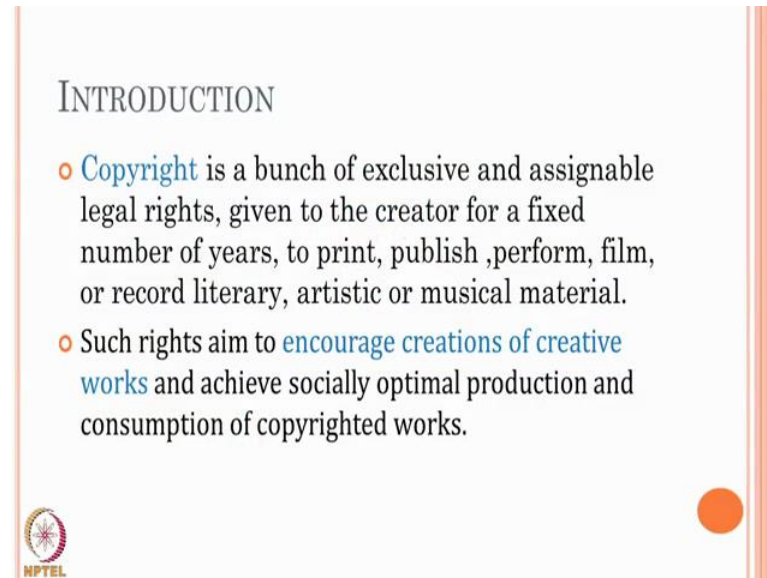 INTRODUCTION
Copyright is a bunch of exclusive and assignable
legal rights, given to the creator for a fixed
number of years, to print, publish ,perform, film,
or record literary, artistic or musical material.
Such rights aim to encourage creations of creative
works and achieve socially optimal production and
consumption of copyrighted works.
NPTEL